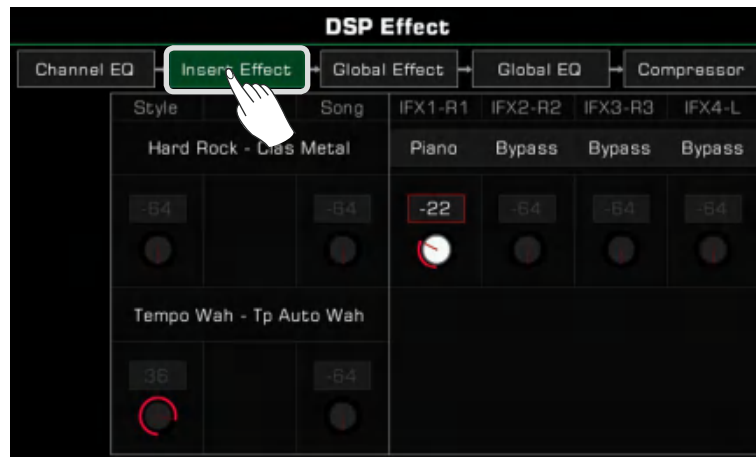 DSP Effect
Channel EQ Insert Effect Global Effect Global EQ Compressor
Style Song IFX1-R1 IFX2-R2 IFX3-R3 IFX4-L
Hard Rock - Clas Metal Piano Bypass Bypass Bypass
-64 -64 -22 -64 -64 -64
Tempo Wah - Tp Auto Wah
36 -64